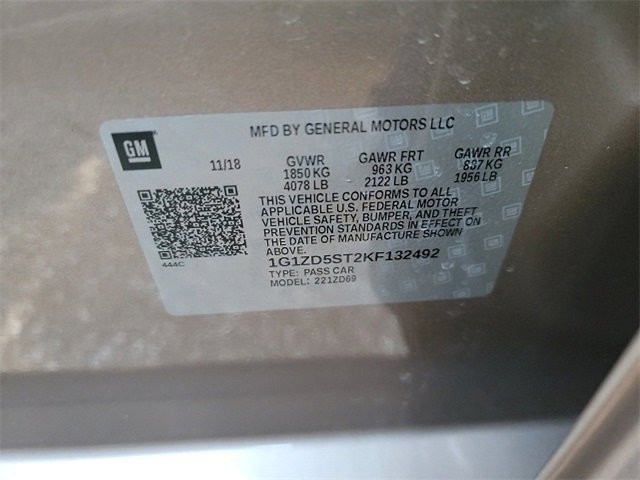 GM
MFD BY GENERAL MOTORS LLC
11/18 GVWR GAWR FRT GAWR RR
1850 KG 963 KG 887 KG
4078 LB 2122 LB 1956 LB
THIS VEHICLE CONFORMS TO ALL
APPLICABLE U.S. FEDERAL MOTOR
VEHICLE SAFETY, BUMPER, AND THEFT
PREVENTION STANDARDS IN EFFECT ON
THE DATE OF MANUFACTURE SHOWN
ABOVE.
444C
1G1ZD5ST2KF132492
TYPE: PASS CAR
MODEL: 221ZD69